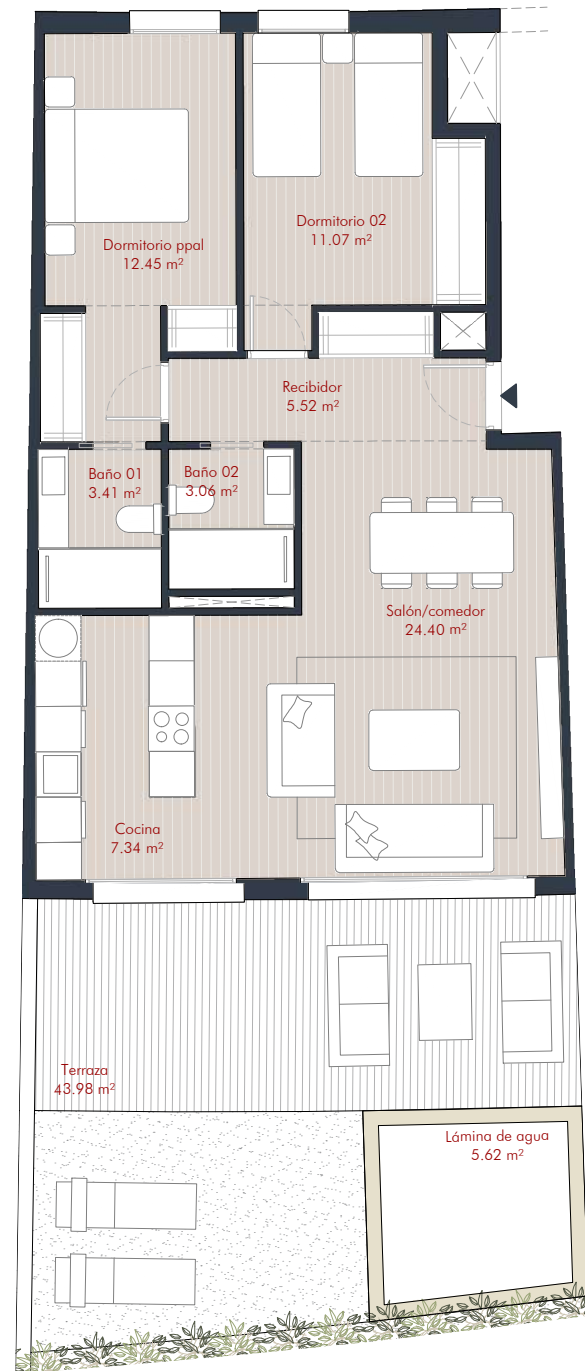 Dormitorio ppal
12.45 m²
Dormitorio 02
11.07 m²
Recibidor
5.52 m²
Baño 01
3.41 m²
Baño 02
3.06 m²
Salón/comedor
24.40 m²
Cocina
7.34 m²
Terraza
43.98 m²
Lámina de agua
5.62 m²